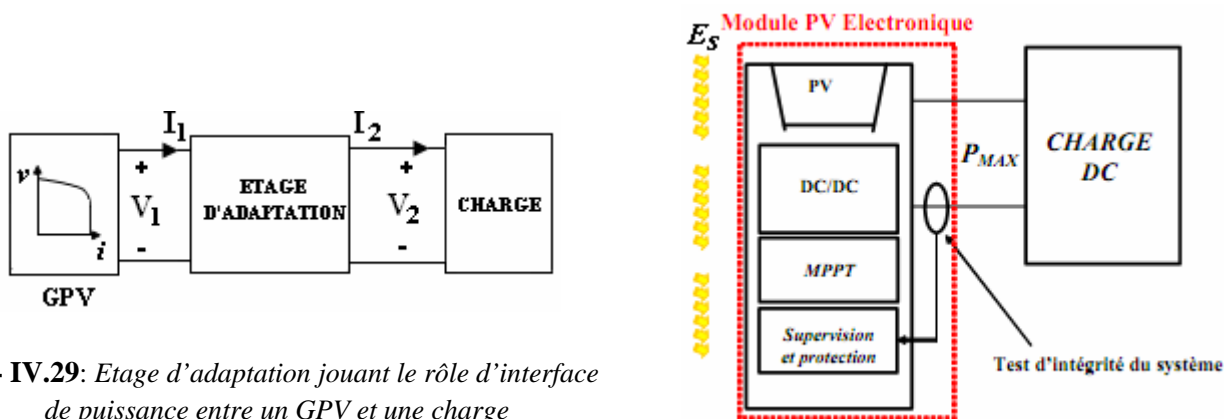 I1
I2
v
i
+
V1
-
ETAGE
D'ADAPTATION
+
V2
-
CHARGE
GPV
IV.29: Etage d'adaptation jouant le rôle d'interface
de puissance entre un GPV et une charge
Module PV Electronique
ES
PV
DC/DC
MPPT
Supervision
et protection
PMAX
CHARGE
DC
Test d'intégrité du système